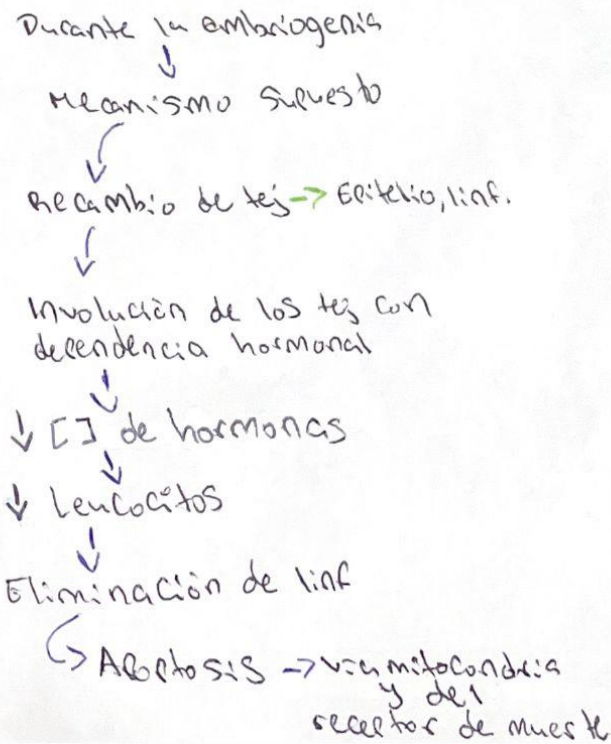 Durante la embriogenia
↓
Mecanismo supuesto
↓
Recambio de tej → Epitelio, linf.
↓
Involución de los tej con
dependencia hormonal
↓
↓ [] de hormonas
↓
↓ Leucocitos
↓
Eliminación de linf
↳ Apoptosis → vía mitocondria
y del
receptor de muerte